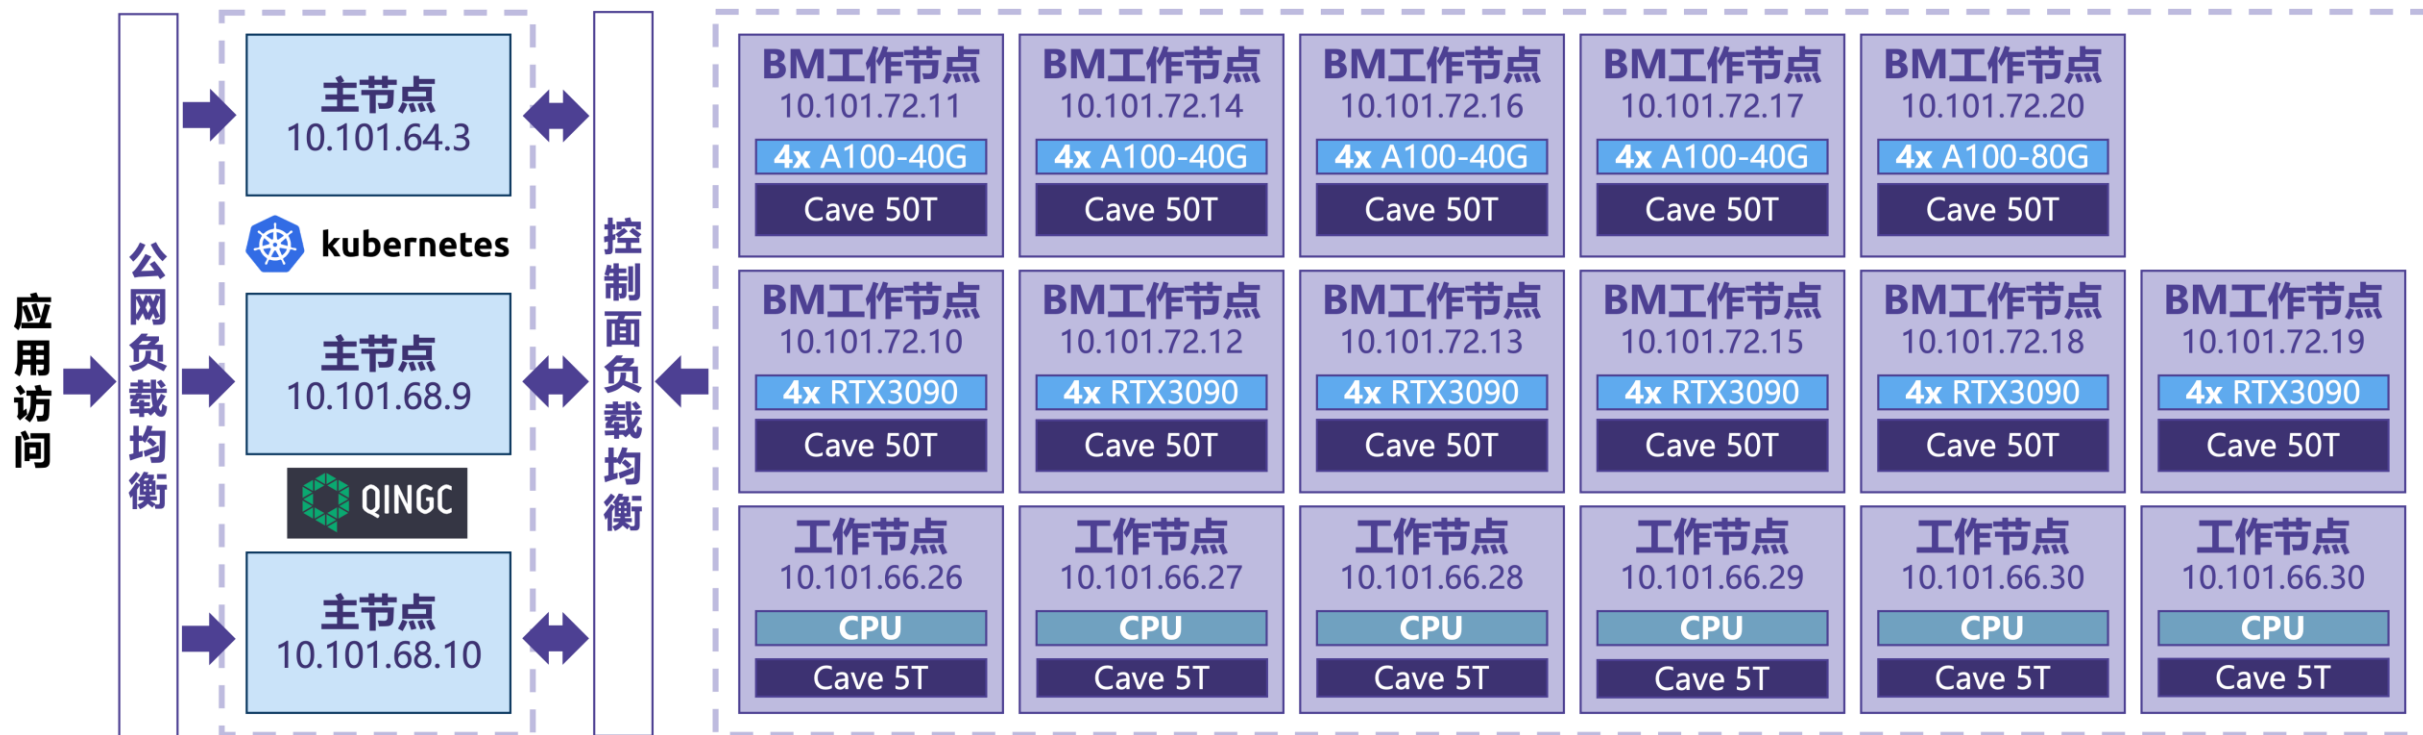 应用访问
公网负载均衡
主节点
10.101.64.3
kubernetes
主节点
10.101.68.9
QINGC
主节点
10.101.68.10
控制面负载均衡
BM工作节点
10.101.72.11
4x A100-40G
Cave 50T
BM工作节点
10.101.72.14
4x A100-40G
Cave 50T
BM工作节点
10.101.72.16
4x A100-40G
Cave 50T
BM工作节点
10.101.72.17
4x A100-40G
Cave 50T
BM工作节点
10.101.72.20
4x A100-80G
Cave 50T
BM工作节点
10.101.72.10
4x RTX3090
Cave 50T
BM工作节点
10.101.72.12
4x RTX3090
Cave 50T
BM工作节点
10.101.72.13
4x RTX3090
Cave 50T
BM工作节点
10.101.72.15
4x RTX3090
Cave 50T
BM工作节点
10.101.72.18
4x RTX3090
Cave 50T
BM工作节点
10.101.72.19
4x RTX3090
Cave 50T
工作节点
10.101.66.26
CPU
Cave 5T
工作节点
10.101.66.27
CPU
Cave 5T
工作节点
10.101.66.28
CPU
Cave 5T
工作节点
10.101.66.29
CPU
Cave 5T
工作节点
10.101.66.30
CPU
Cave 5T
工作节点
10.101.66.30
CPU
Cave 5T